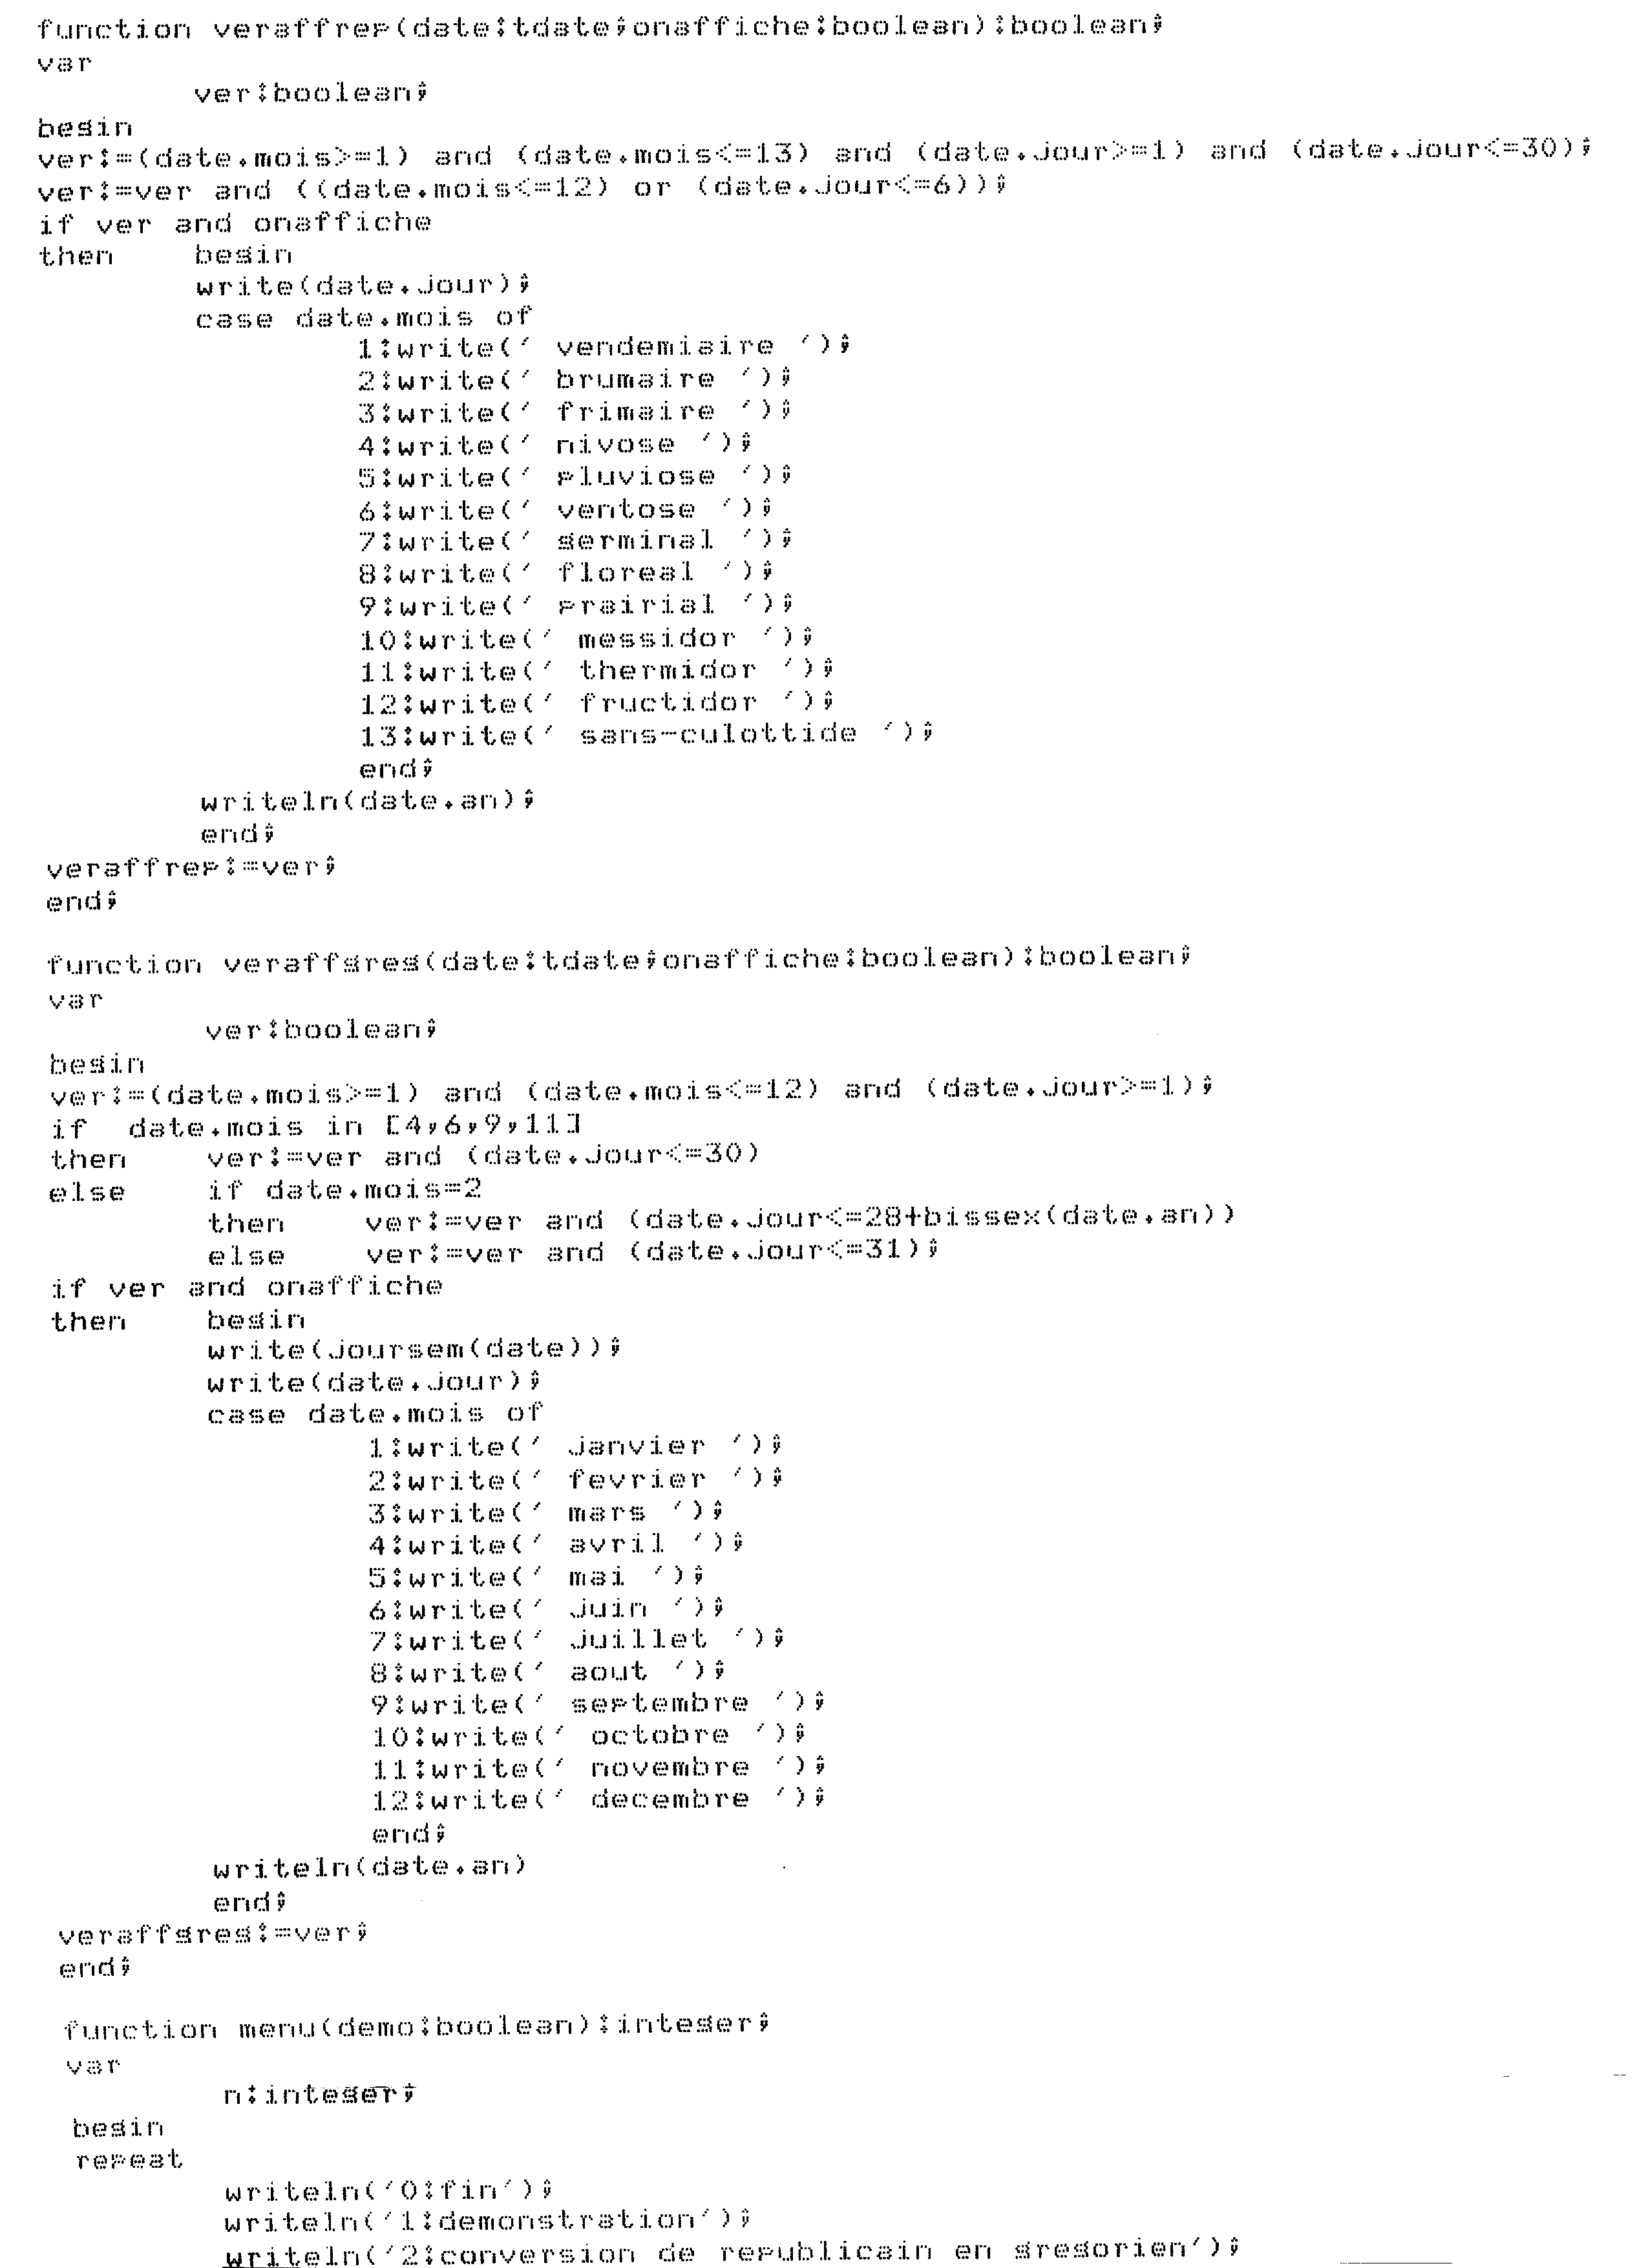 function veraffrep(date:tdate;onaffiche:boolean):boolean;
var
        ver:boolean;
begin
ver:=(date.mois>=1) and (date.mois<=13) and (date.jour>=1) and (date.jour<=30);
ver:=ver and ((date.mois<=12) or (date.jour<=6));
if ver and onaffiche
then    begin
        write(date.jour);
        case date.mois of
                1:write(' vendemiaire ');
                2:write(' brumaire ');
                3:write(' frimaire ');
                4:write(' nivose ');
                5:write(' pluviose ');
                6:write(' ventose ');
                7:write(' germinal ');
                8:write(' floreal ');
                9:write(' prairial ');
                10:write(' messidor ');
                11:write(' thermidor ');
                12:write(' fructidor ');
                13:write(' sans-culottide ');
                end;
        writeln(date.an);
        end;
veraffrep:=ver;
end;

function veraffgreg(date:tdate;onaffiche:boolean):boolean;
var
        ver:boolean;
begin
ver:=(date.mois>=1) and (date.mois<=12) and (date.jour>=1);
if  date.mois in [4,6,9,11]
then    ver:=ver and (date.jour<=30)
else    if date.mois=2
        then    ver:=ver and (date.jour<=28+bissex(date.an))
        else    ver:=ver and (date.jour<=31);
if ver and onaffiche
then    begin
        write(joursem(date));
        write(date.jour);
        case date.mois of
                1:write(' janvier ');
                2:write(' fevrier ');
                3:write(' mars ');
                4:write(' avril ');
                5:write(' mai ');
                6:write(' juin ');
                7:write(' juillet ');
                8:write(' aout ');
                9:write(' septembre ');
                10:write(' octobre ');
                11:write(' novembre ');
                12:write(' decembre ');
                end;
        writeln(date.an)
        end;
veraffgreg:=ver;
end;

function menu(demo:boolean):integer;
var
        n:integer;
begin
repeat
        writeln('0:fin');
        writeln('1:demonstration');
        writeln('2:conversion de republicain en gregorien');